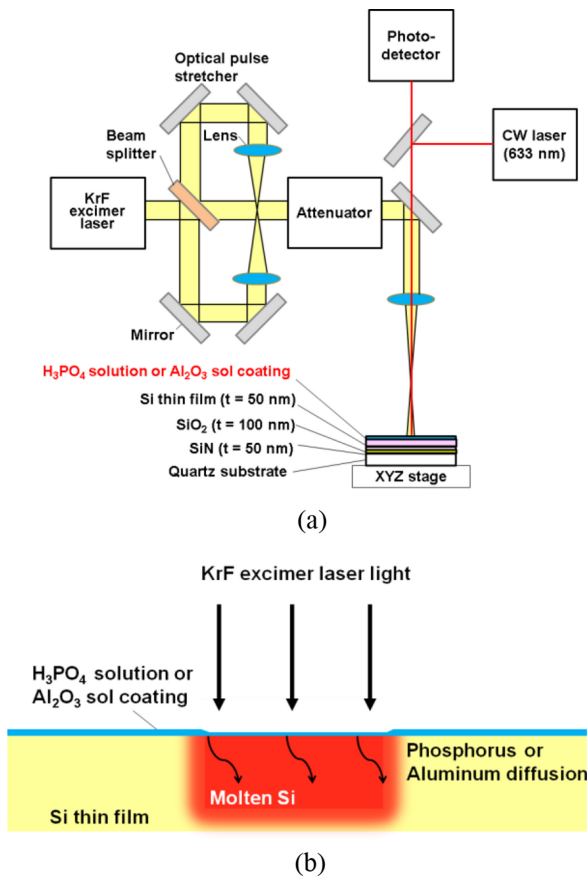 Photo-
detector
Optical pulse
stretcher
Lens
Beam
splitter
CW laser
(633 nm)
KrF
excimer
laser
Attenuator
Mirror
H₃PO₄ solution or Al₂O₃ sol coating
Si thin film (t = 50 nm)
SiO₂ (t = 100 nm)
SiN (t = 50 nm)
Quartz substrate
XYZ stage
(a)
KrF excimer laser light
H₃PO₄ solution or
Al₂O₃ sol coating
Phosphorus or
Aluminum diffusion
Molten Si
Si thin film
(b)